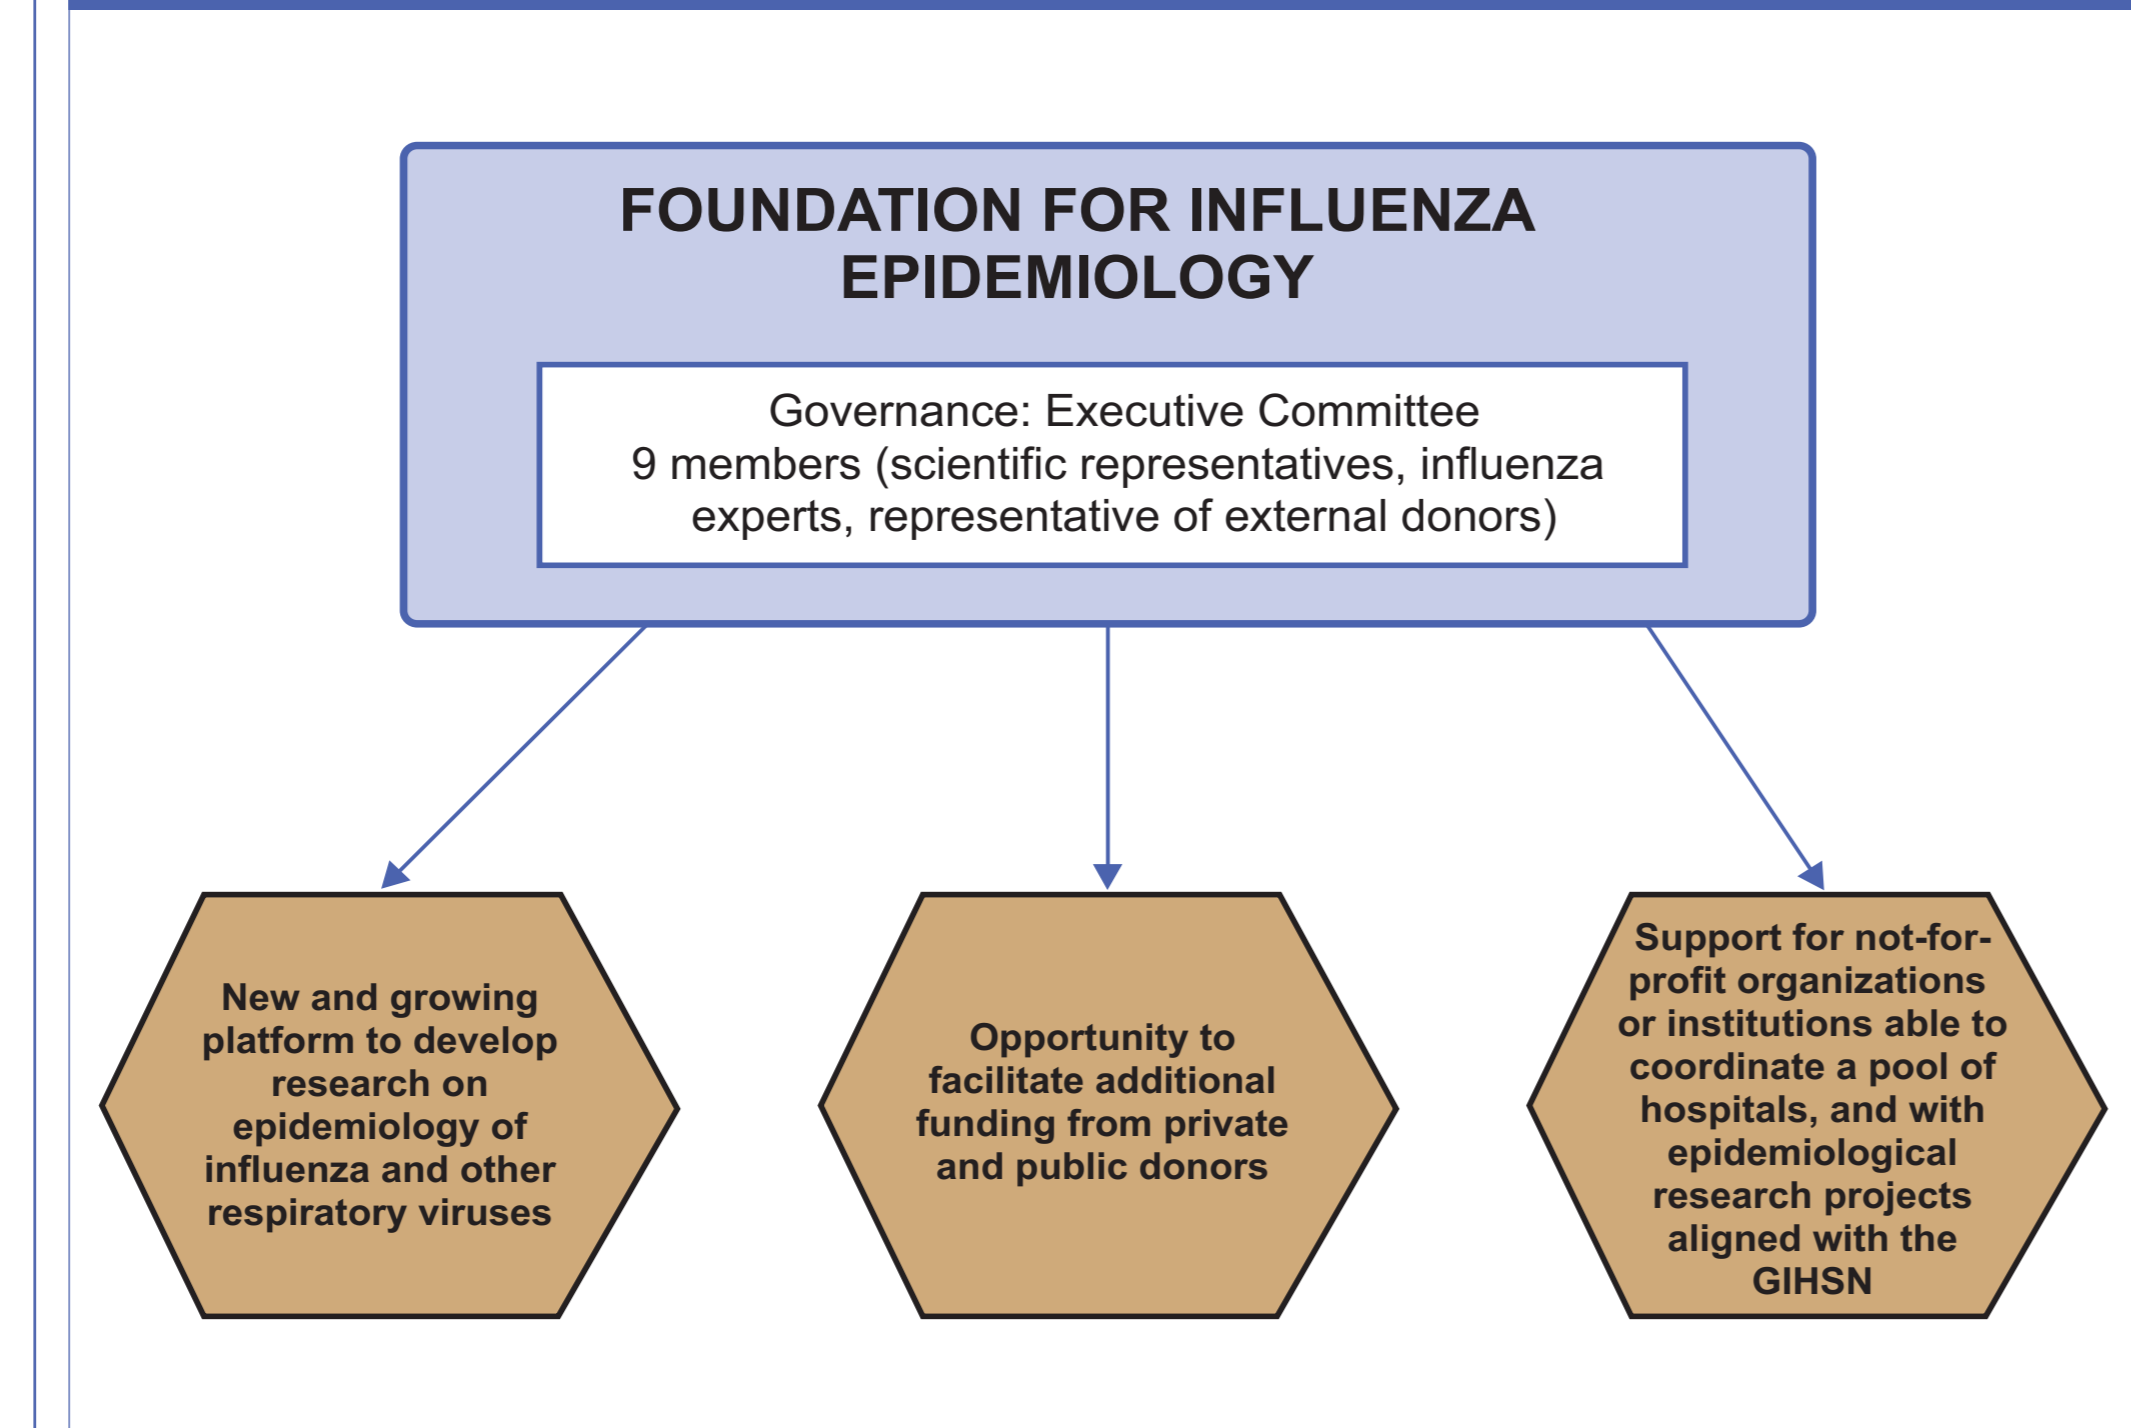 FOUNDATION FOR INFLUENZA
EPIDEMIOLOGY
Governance: Executive Committee
9 members (scientific representatives, influenza
experts, representative of external donors)
New and growing
platform to develop
research on
epidemiology of
influenza and other
respiratory viruses
Opportunity to
facilitate additional
funding from private
and public donors
Support for not-for-
profit organizations
or institutions able to
coordinate a pool of
hospitals, and with
epidemiological
research projects
aligned with the
GIHSN